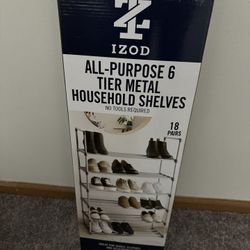 IZOD
ALL-PURPOSE 6
TIER METAL
HOUSEHOLD SHELVES
NO TOOLS REQUIRED
18
PAIRS